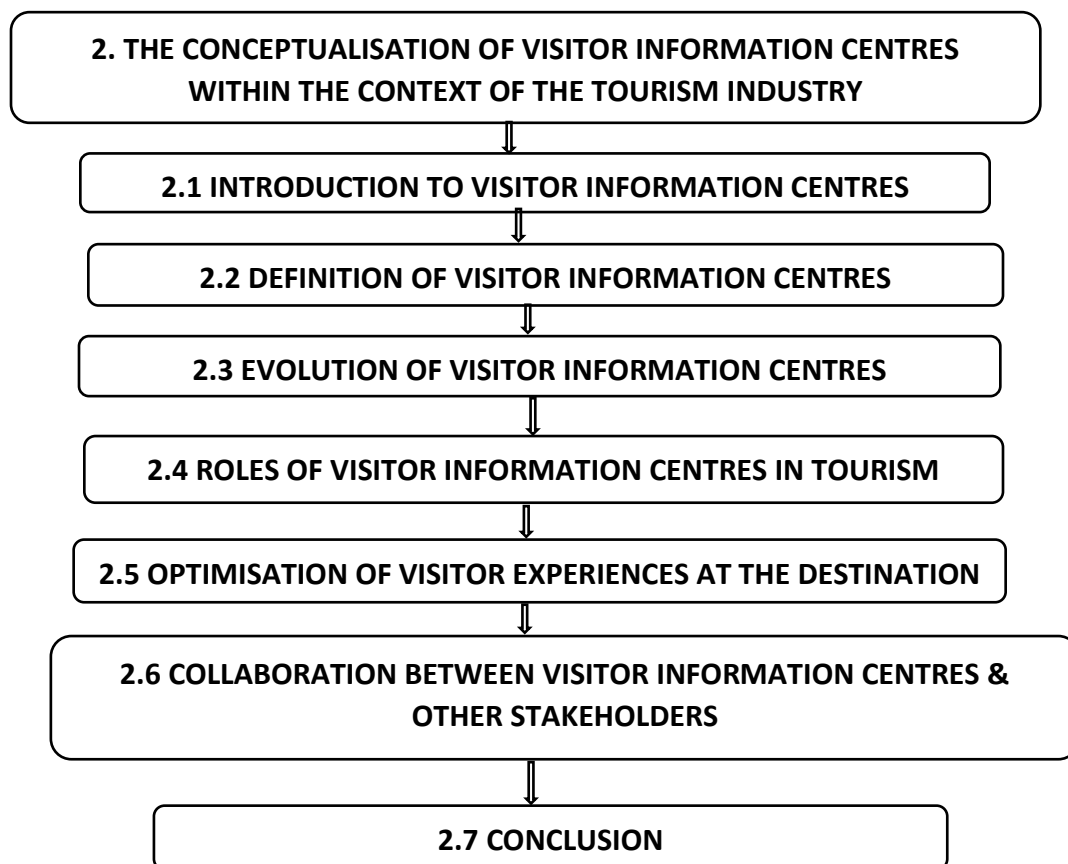 2. THE CONCEPTUALISATION OF VISITOR INFORMATION CENTRES
WITHIN THE CONTEXT OF THE TOURISM INDUSTRY
2.1 INTRODUCTION TO VISITOR INFORMATION CENTRES
2.2 DEFINITION OF VISITOR INFORMATION CENTRES
2.3 EVOLUTION OF VISITOR INFORMATION CENTRES
2.4 ROLES OF VISITOR INFORMATION CENTRES IN TOURISM
2.5 OPTIMISATION OF VISITOR EXPERIENCES AT THE DESTINATION
2.6 COLLABORATION BETWEEN VISITOR INFORMATION CENTRES &
OTHER STAKEHOLDERS
2.7 CONCLUSION